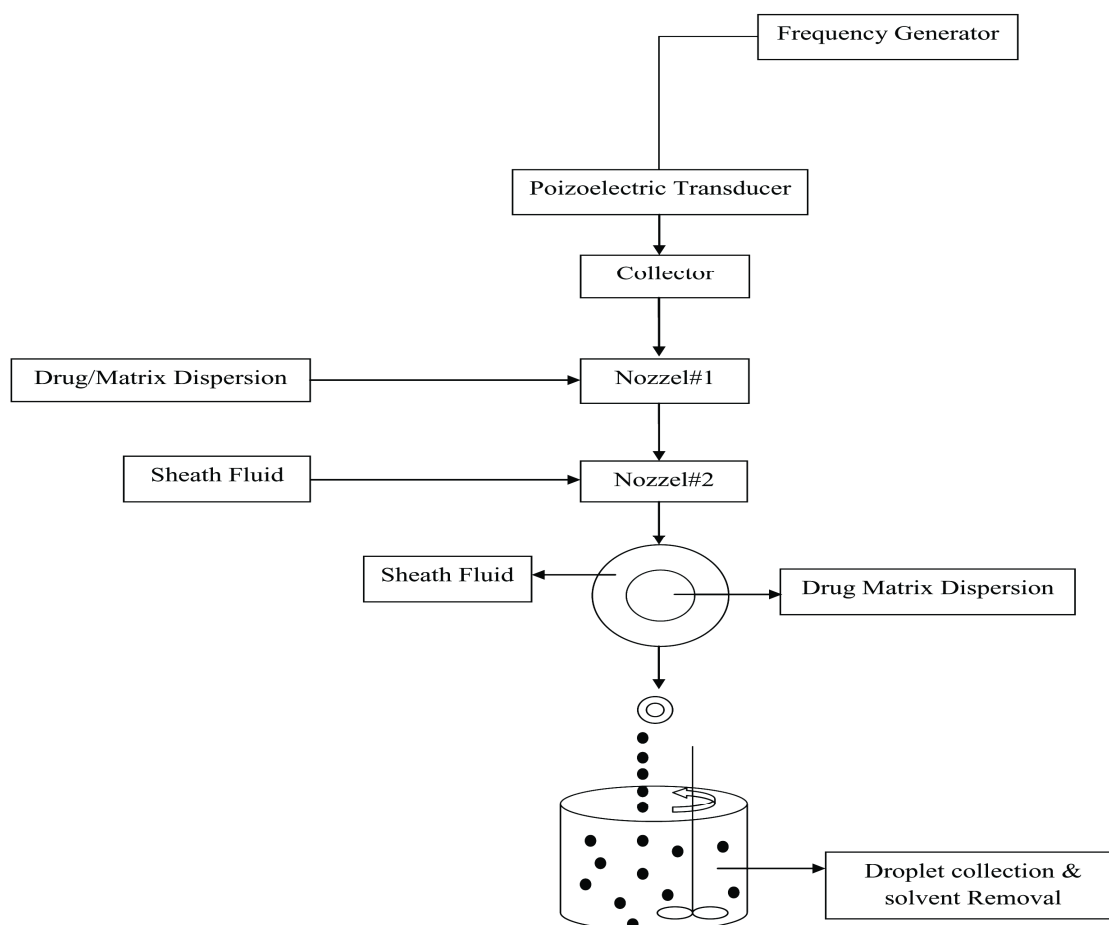 Frequency Generator
Poizoelectric Transducer
Collector
Drug/Matrix Dispersion
Nozzel#1
Sheath Fluid
Nozzel#2
Sheath Fluid
Drug Matrix Dispersion
Droplet collection &
solvent Removal